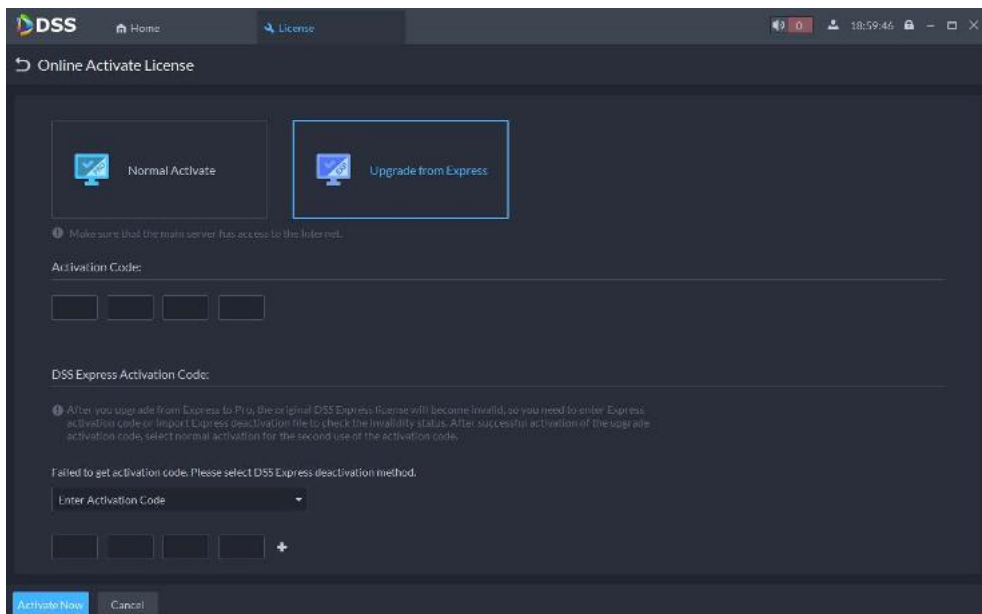 DSS Home License 0 18:59:46
Online Activate License
Normal Activate Upgrade from Express
Make sure that the main server has access to the Internet.
Activation Code:
DSS Express Activation Code:
After you upgrade from Express to Pro, the original DSS Express license will become invalid, so you need to enter Express
activation code or import Express deactivation file to check the invalidity status. After successful activation of the upgrade
activation code, select normal activation for the second use of the activation code.
Failed to get activation code. Please select DSS Express deactivation method.
Enter Activation Code
Activate Now Cancel